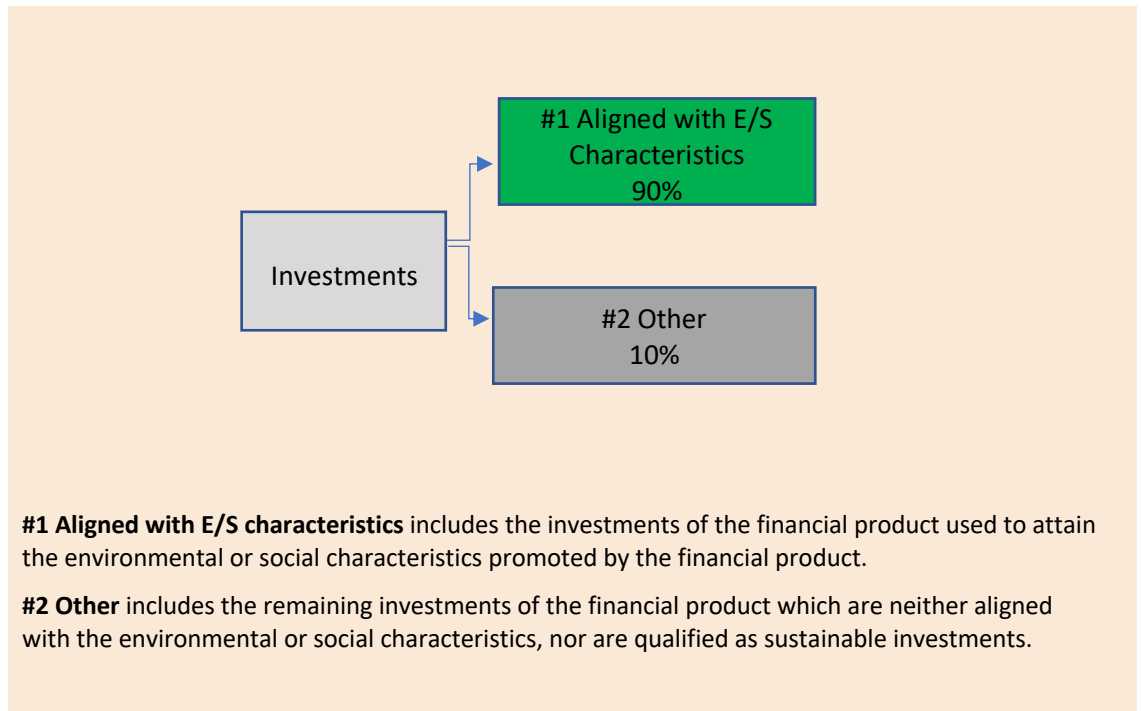 #1 Aligned with E/S
Characteristics
90%
Investments
#2 Other
10%
#1 Aligned with E/S characteristics includes the investments of the financial product used to attain
the environmental or social characteristics promoted by the financial product.
#2 Other includes the remaining investments of the financial product which are neither aligned
with the environmental or social characteristics, nor are qualified as sustainable investments.